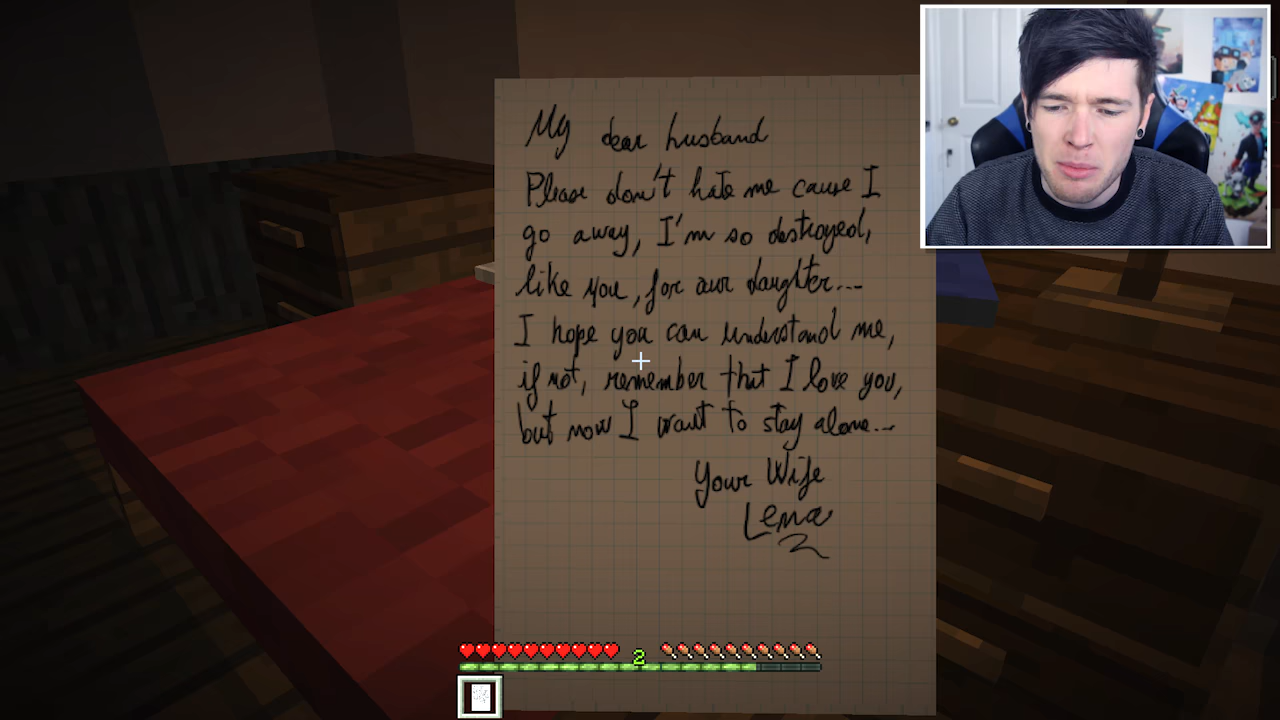 My dear husband
Please don't hate me cause I
go away, I'm so destroyed,
like you, for our daughter...
I hope you can understand me,
if not, remember that I love you,
but now I want to stay alone...
Your Wife
Lena
2